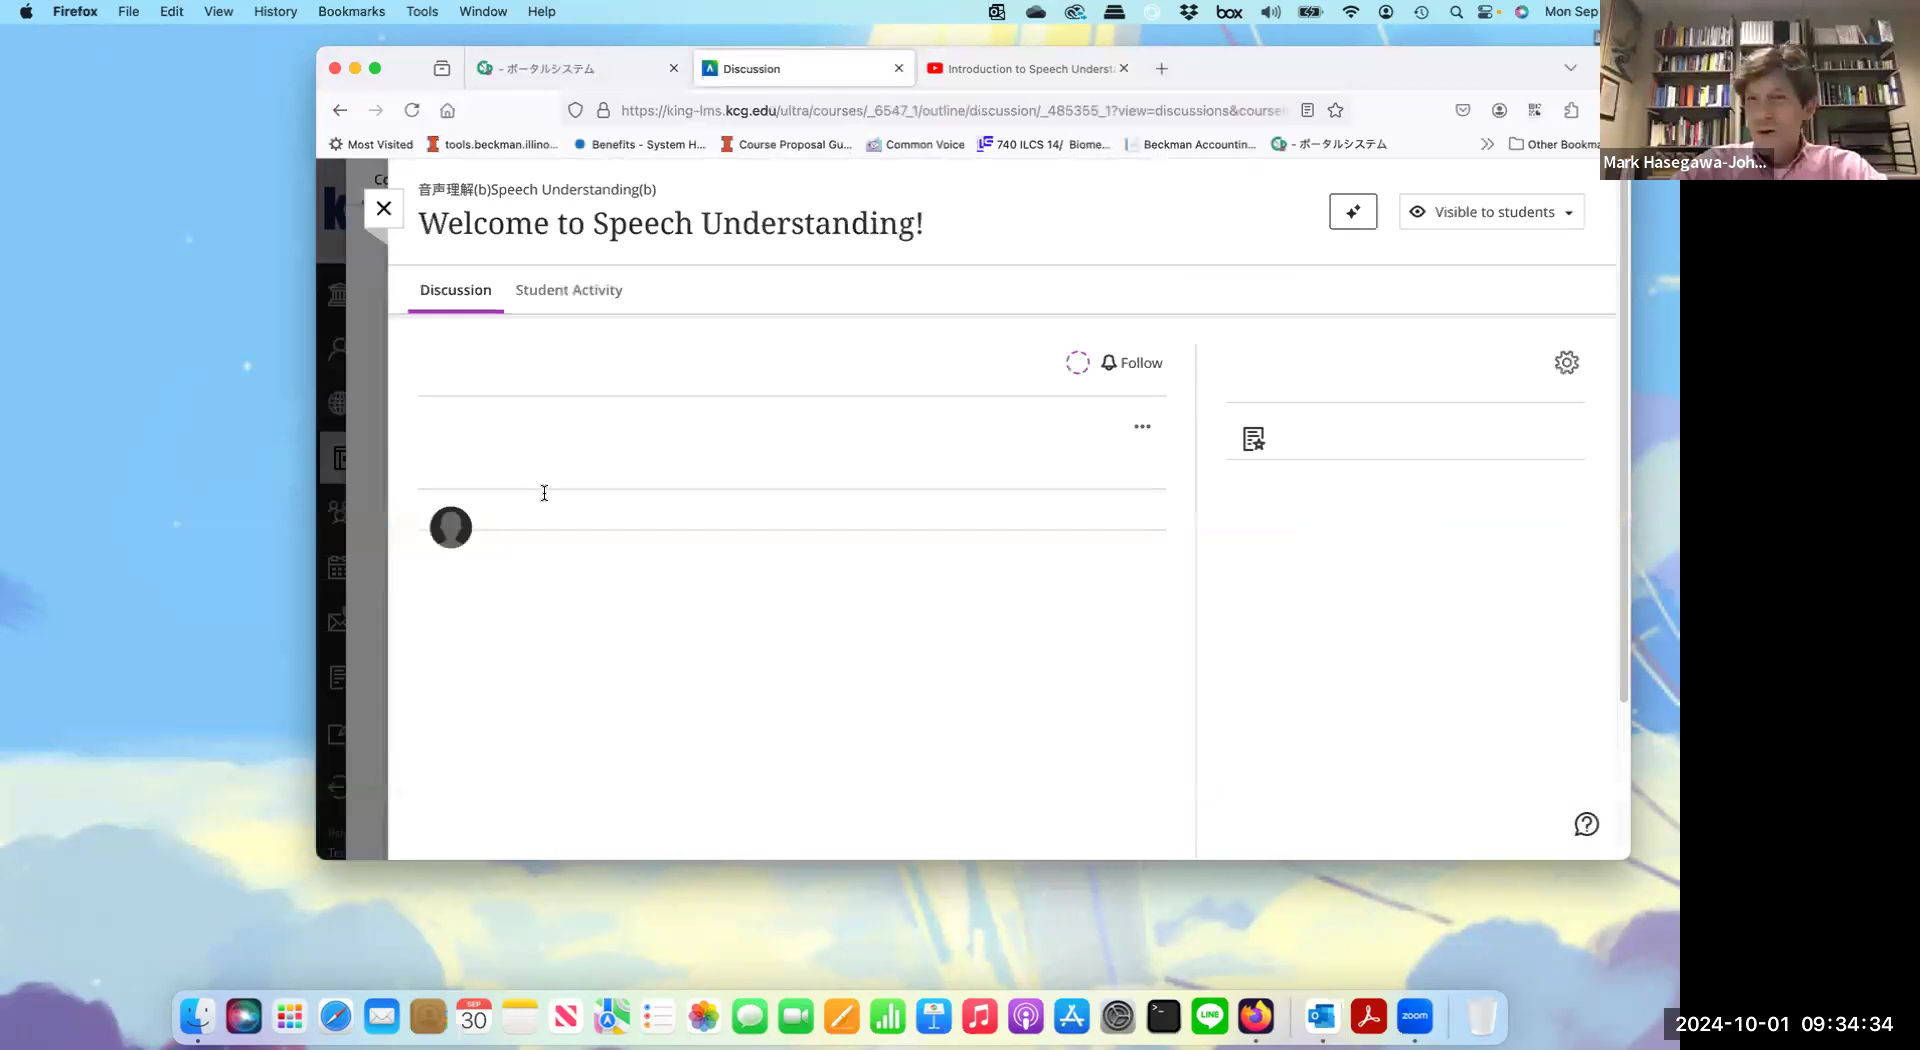 Firefox File Edit View History Bookmarks Tools Window Help
box
Mon Sep
- ポータルシステム
Discussion
Introduction to Speech Underst
https://king-lms.kcg.edu/ultra/courses/_6547_1/outline/discussion/_485355_1?view=discussions&course
Most Visited
tools.beckman.illino...
Benefits - System H...
Course Proposal Gu...
Common Voice
740 ILCS 14/ Biome...
Beckman Accountin...
- ポータルシステム
Other Bookma
Mark Hasegawa-Joh...
音声理解(b)Speech Understanding(b)
Welcome to Speech Understanding!
Visible to students
Discussion
Student Activity
Follow
SEP
30
LINE
zoom
2024-10-01 09:34:34